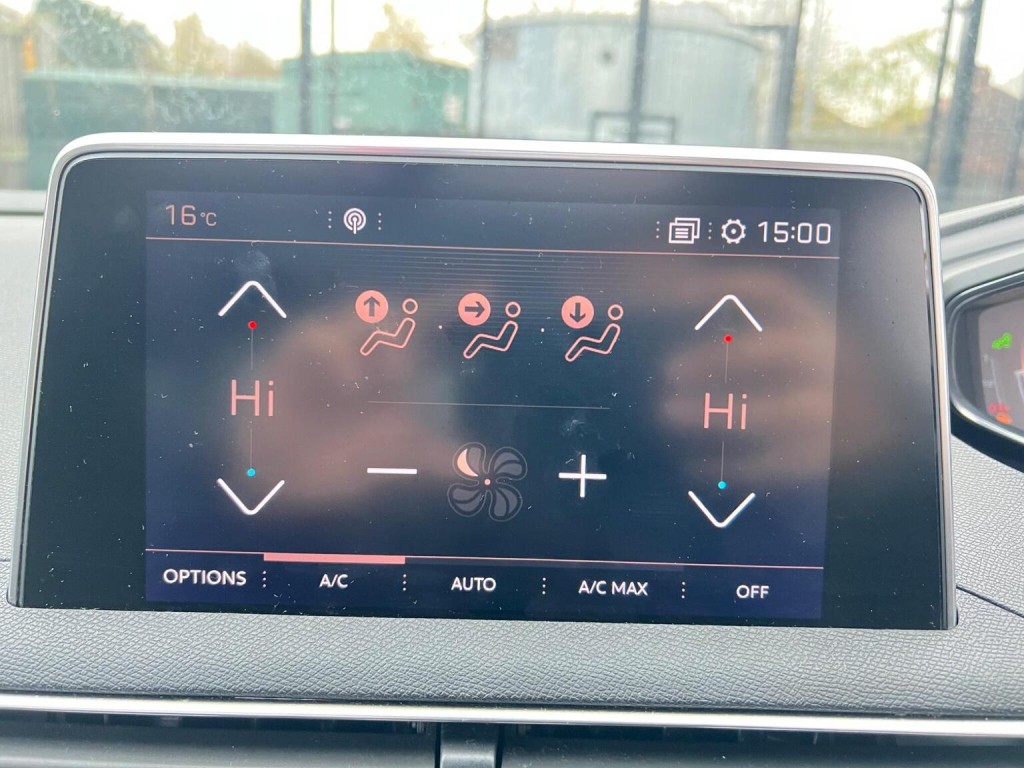 16°C
15:00
Hi
Hi
OPTIONS
A/C
AUTO
A/C MAX
OFF